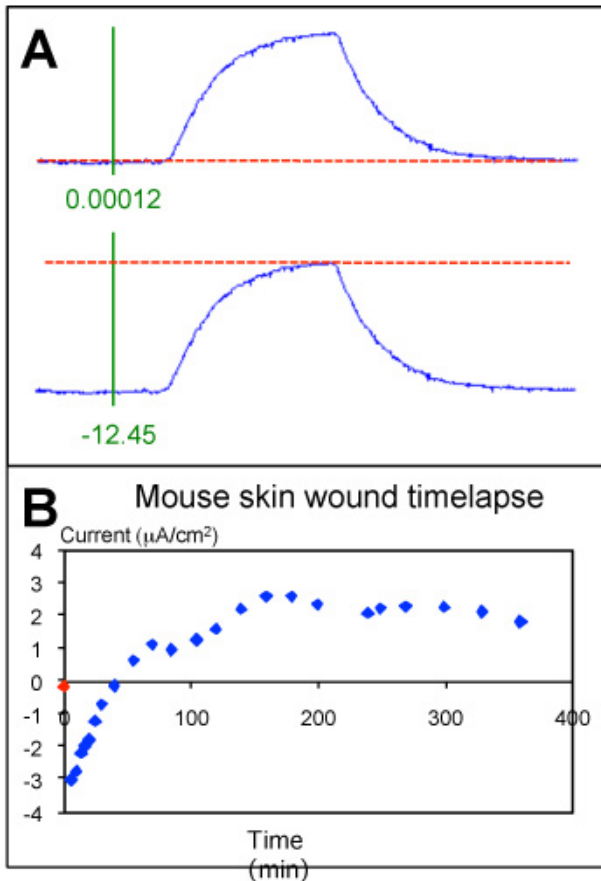 A
0.00012
-12.45
B Mouse skin wound timelapse
Current (μA/cm²)
4
3
2
1
0
-1
-2
-3
-4
0 100 200 300 400
Time
(min)